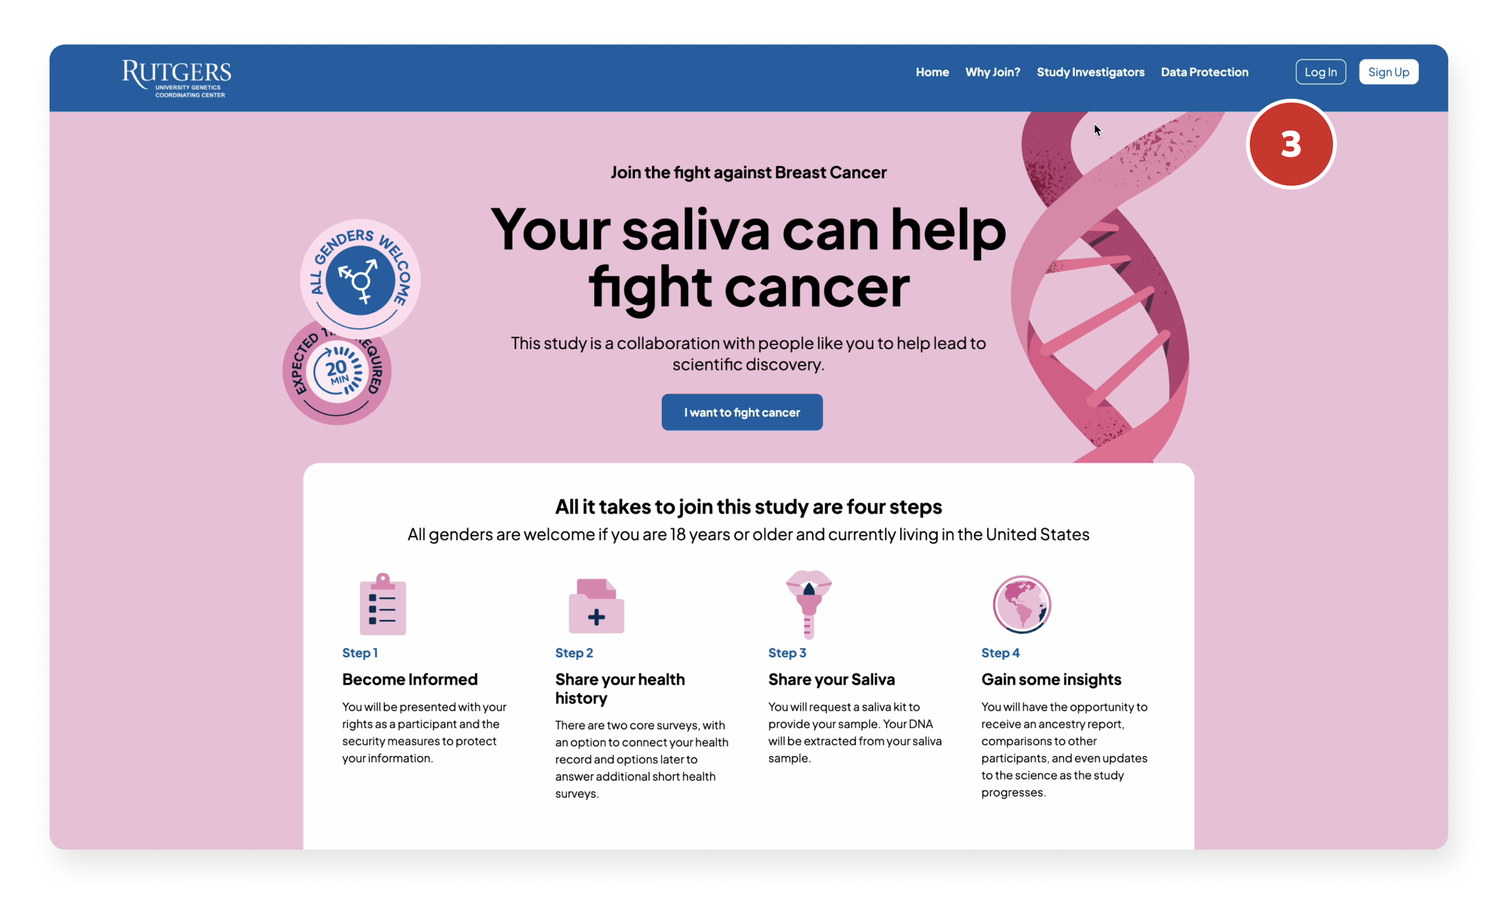 RUTGERS
UNIVERSITY GENETICS
COORDINATING CENTER
Home Why Join? Study Investigators Data Protection Log In Sign Up
3
Join the fight against Breast Cancer
Your saliva can help
fight cancer
ALL GENDERS WELCOME
EXPECTED REQUIRED
20
MIN
This study is a collaboration with people like you to help lead to
scientific discovery.
I want to fight cancer
All it takes to join this study are four steps
All genders are welcome if you are 18 years or older and currently living in the United States
Step 1
Become Informed
You will be presented with your
rights as a participant and the
security measures to protect
your information.
Step 2
Share your health
history
There are two core surveys, with
an option to connect your health
record and options later to
answer additional short health
surveys.
Step 3
Share your Saliva
You will request a saliva kit to
provide your sample. Your DNA
will be extracted from your saliva
sample.
Step 4
Gain some insights
You will have the opportunity to
receive an ancestry report,
comparisons to other
participants, and even updates
to the science as the study
progresses.